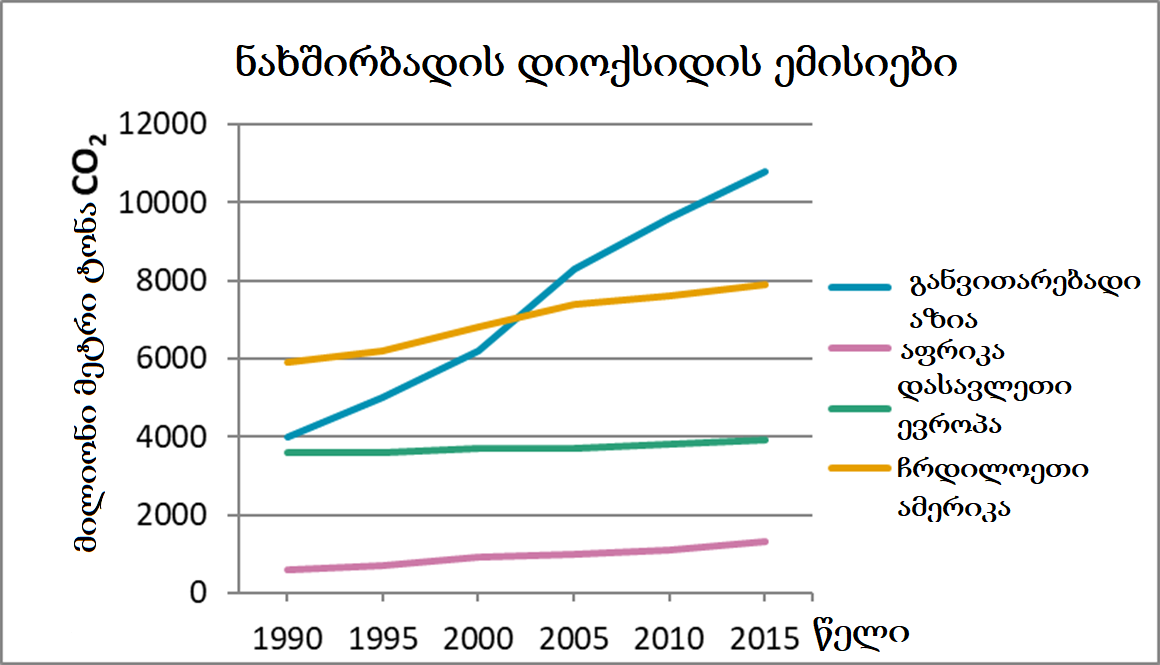 ნახშირბადის დიოქსიდის ემისიები
მილიონი მეტრი ტონა CO₂
12000
10000
8000
6000
4000
2000
0
1990 1995 2000 2005 2010 2015 წელი
განვითარებადი
აზია
აფრიკა
დასავლეთი
ევროპა
ჩრდილოეთი
ამერიკა